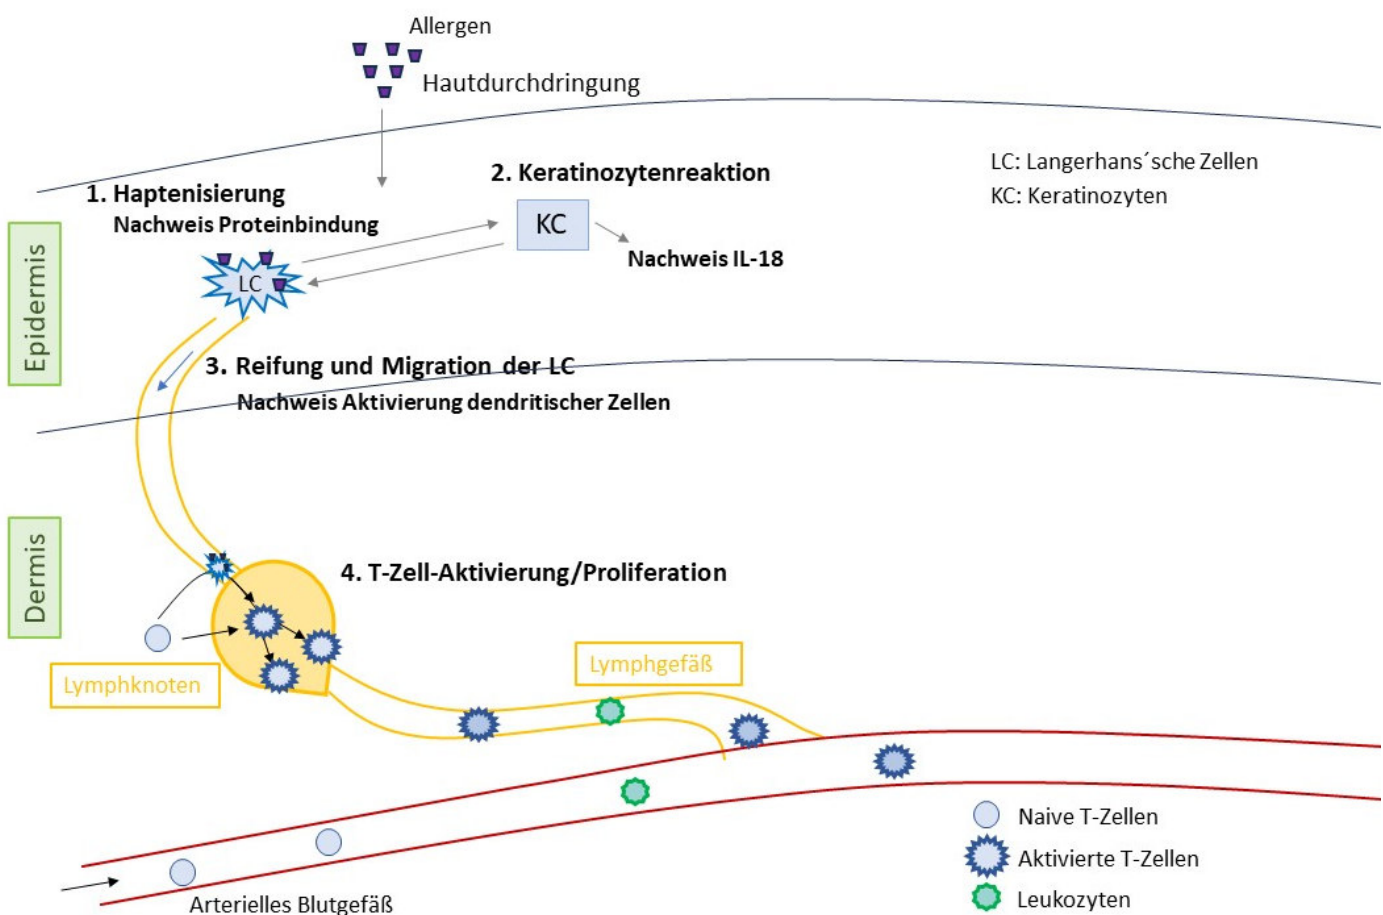 Allergen
Hautdurchdringung
LC: Langerhans´sche Zellen
KC: Keratinozyten
1. Haptenisierung
Nachweis Proteinbindung
2. Keratinozytenreaktion
KC
Nachweis IL-18
LC
Epidermis
3. Reifung und Migration der LC
Nachweis Aktivierung dendritischer Zellen
Dermis
4. T-Zell-Aktivierung/Proliferation
Lymphknoten
Lymphgefäß
Naive T-Zellen
Aktivierte T-Zellen
Leukozyten
Arterielles Blutgefäß